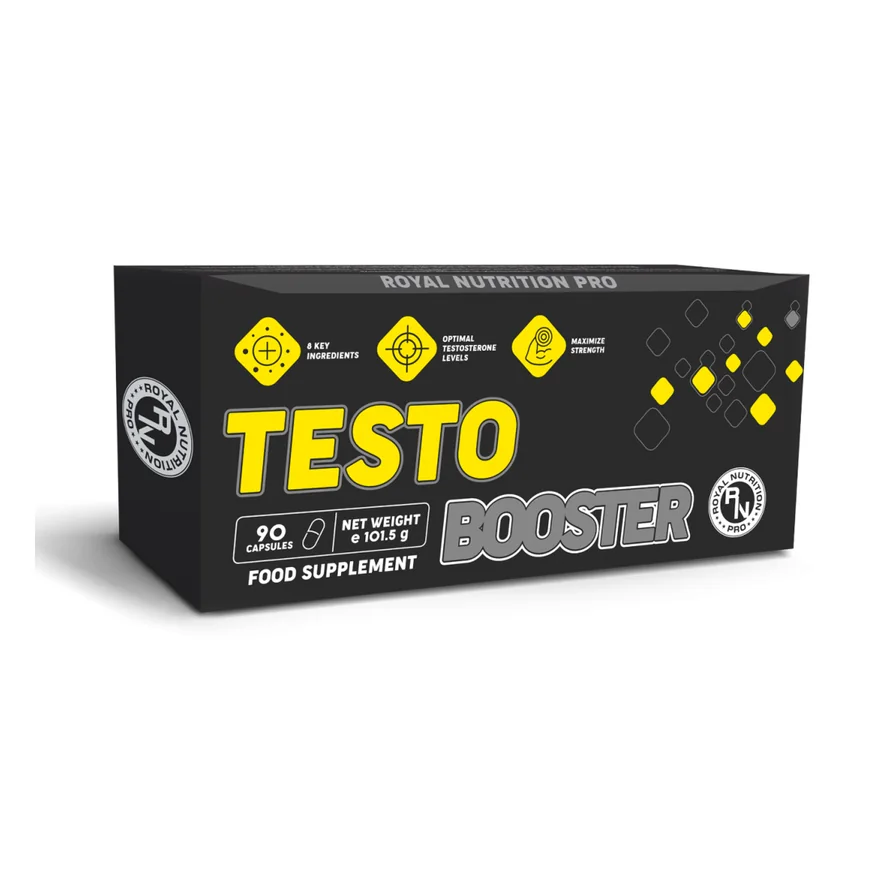 ROYAL NUTRITION PRO
8 KEY
INGREDIENTS
OPTIMAL
TESTOSTERONE
LEVELS
MAXIMIZE
STRENGTH
TESTO
BOOSTER
90
CAPSULES
NET WEIGHT
e 101.5 g
FOOD SUPPLEMENT
ROYAL NUTRITION
RN
PRO
ROYAL NUTRITION
RN
PRO